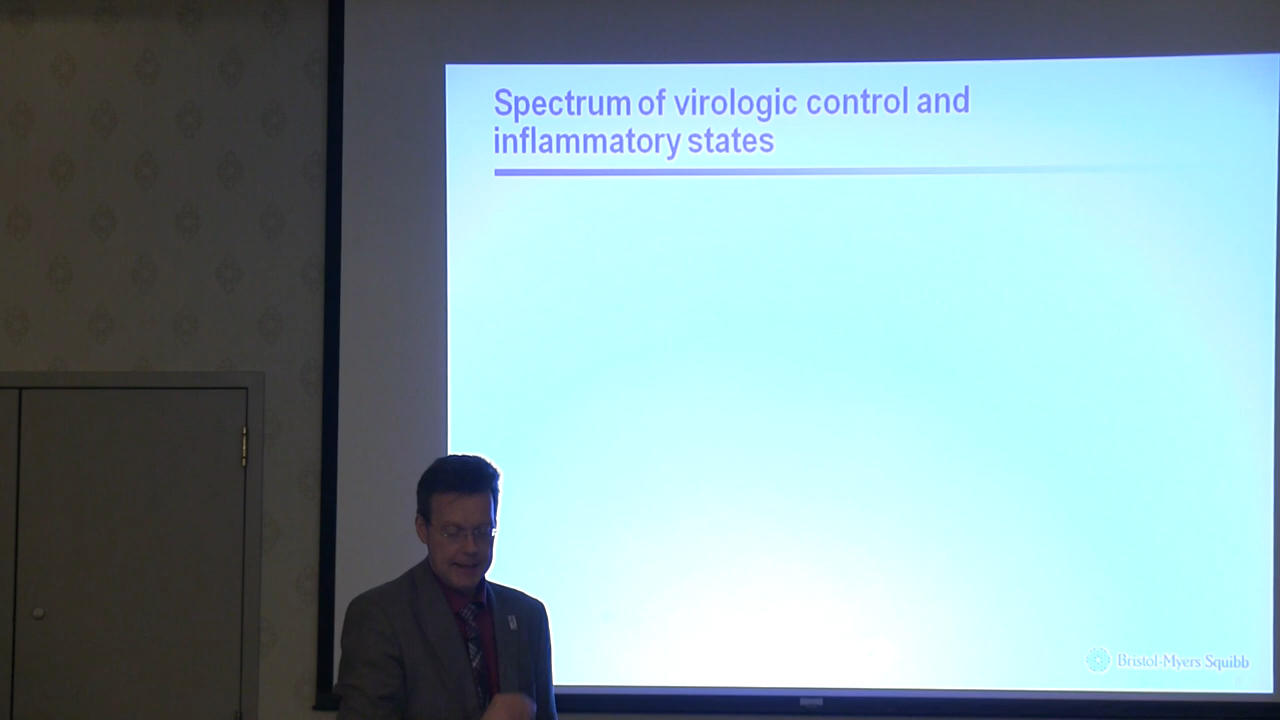 Spectrum of virologic control and
inflammatory states
Bristol-Myers Squibb